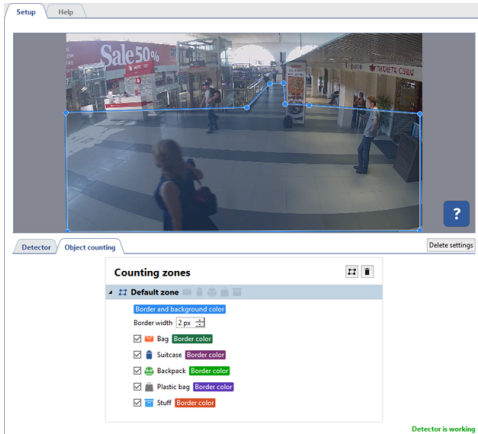 Setup Help
Sale 50%
ПЛАНЕТА СУШИ
?
Detector Object counting Delete settings
Counting zones
Default zone
Border and background color
Border width 2 px
Bag Border color
Suitcase Border color
Backpack Border color
Plastic bag Border color
Stuff Border color
Detector is working